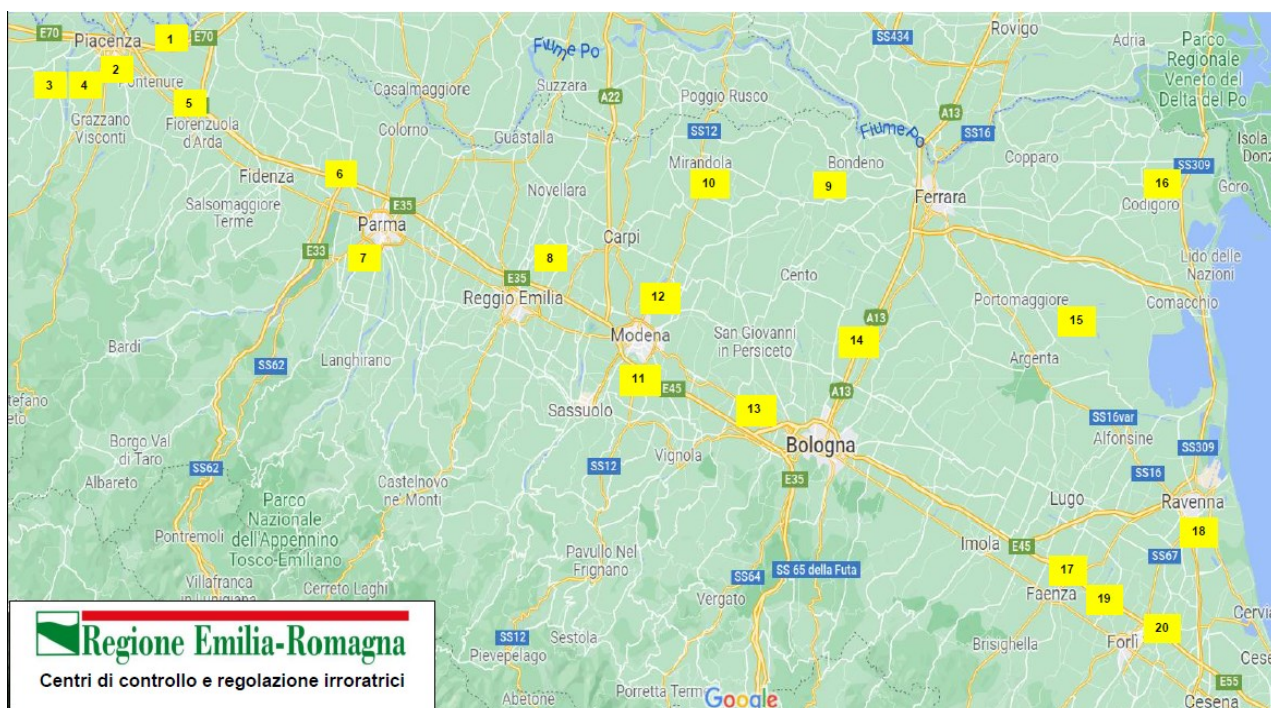 E70
Piacenza
1
E70
2
Pontenure
3
4
5
Grazzano
Visconti
Fiorenzuola
d'Arda
Fiume Po
Casalmaggiore
Suzzara
A22
Poggio Rusco
SS434
Rovigo
Adria
Parco
Regionale
Veneto del
Delta del Po
A13
SS16
Fiume Po
Isola
Donz
Colorno
Guastalla
SS12
Mirandola
Bondeno
Copparo
SS309
Goro
Fidenza
6
Salsomaggiore
Terme
Novellara
10
9
Ferrara
16
Codigoro
E35
Parma
E33
7
8
Carpi
Cento
Lido delle
Nazioni
E35
Reggio Emilia
12
Modena
Portomaggiore
Comacchio
15
A13
14
San Giovanni
in Persiceto
Argenta
Bardi
Langhirano
SS62
11
E45
Sassuolo
13
A13
SS16var
Alfonsine
stefano
eto
Borgo Val
di Taro
Albareto
SS62
Bologna
SS309
SS16
SS12
Vignola
E35
Castelnovo
ne Monti
Lugo
Ravenna
Parco
Nazionale
dell'Appennino
Tosco-Emiliano
Pontremoli
Imola
E45
18
SS67
Pavullo Nel
Frignano
SS64
SS 65 della Futa
17
Faenza
19
Villafranca
in Lunigiana
Cerreto Laghi
Vergato
Cervia
20
Forlì
SS12
Sestola
Pievepelago
Brisighella
Cese
E55
Cesena
Abetone
Porretta Term
Google
Regione Emilia-Romagna
Centri di controllo e regolazione irroratrici